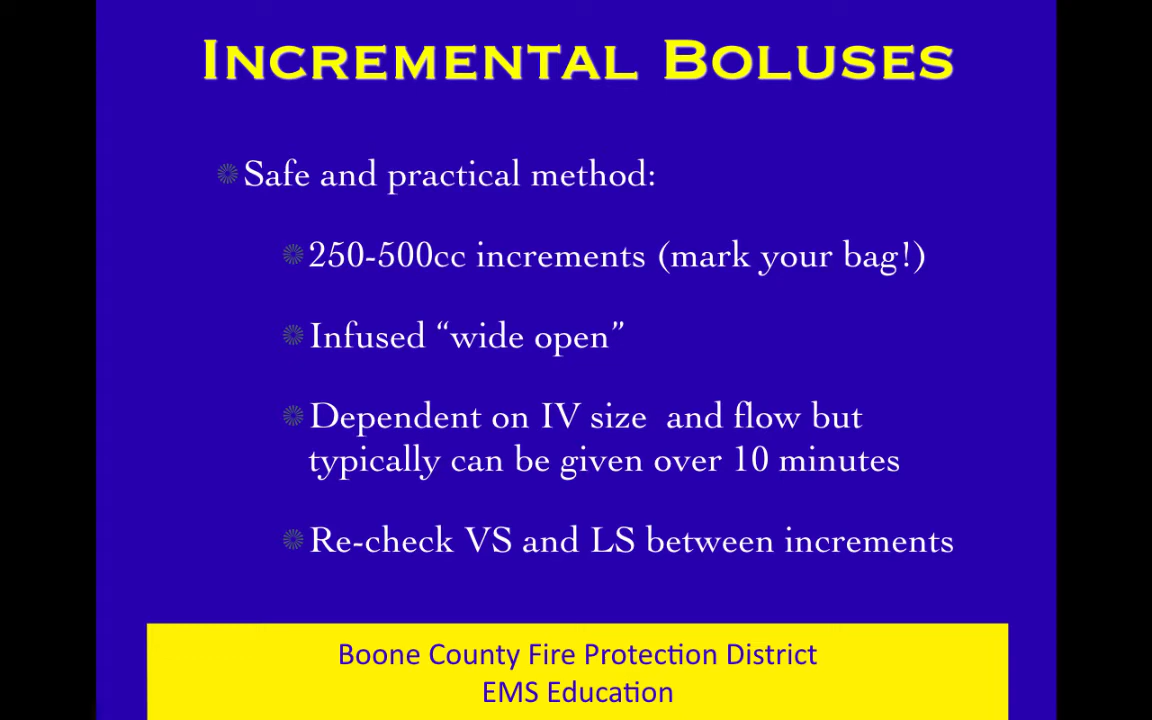 INCREMENTAL BOLUSES
Safe and practical method:
250-500cc increments (mark your bag!)
Infused “wide open”
Dependent on IV size  and flow but
typically can be given over 10 minutes
Re-check VS and LS between increments
Boone County Fire Protection District
EMS Education